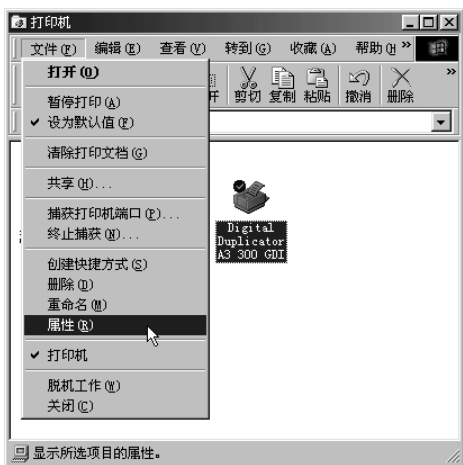 打印机
文件(F) 编辑(E) 查看(V) 转到(G) 收藏(A) 帮助(H »
打开(O)
暂停打印(A)
✔ 设为默认值(F)
清除打印文档(G)
共享(H)...
捕获打印机端口(P)...
终止捕获(N)...
创建快捷方式(S)
删除(D)
重命名(M)
属性(R)
✔ 打印机
脱机工作(W)
关闭(C)
剪切 复制 粘贴 撤消 删除 »
Digital
Duplicator
A3 300 GDI
显示所选项目的属性。